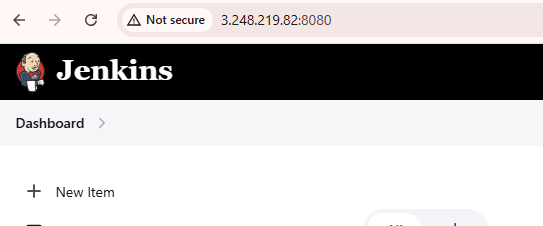 Not secure 3.248.219.82:8080
Jenkins
Dashboard
New Item